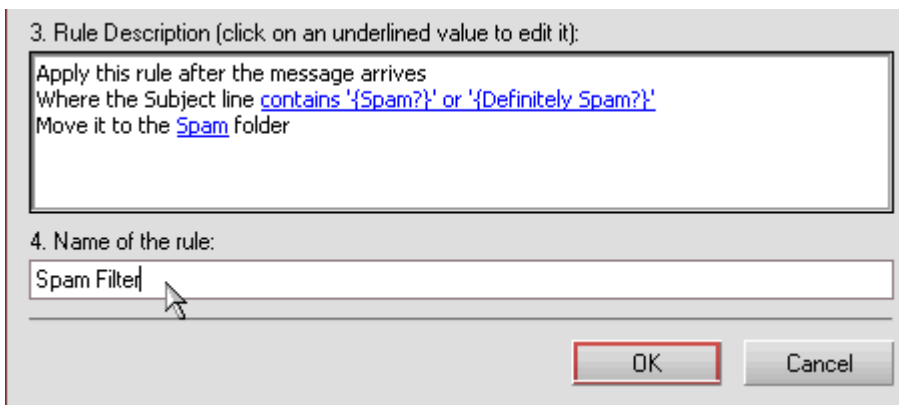 3. Rule Description (click on an underlined value to edit it):
Apply this rule after the message arrives
Where the Subject line contains '{Spam?}' or '{Definitely Spam?}'
Move it to the Spam folder
4. Name of the rule:
Spam Filter
OK
Cancel